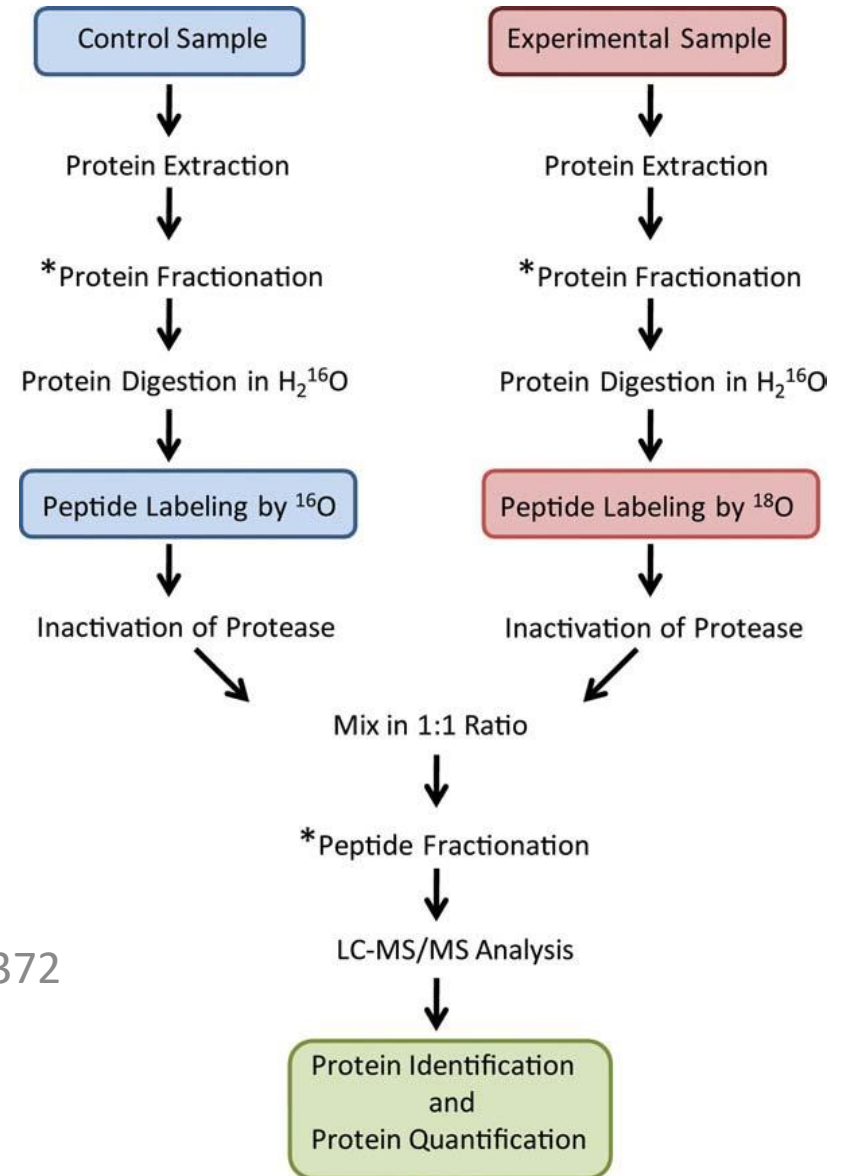 Control Sample
Experimental Sample
Protein Extraction
Protein Extraction
*Protein Fractionation
*Protein Fractionation
Protein Digestion in H₂¹⁶O
Protein Digestion in H₂¹⁶O
Peptide Labeling by ¹⁶O
Peptide Labeling by ¹⁸O
Inactivation of Protease
Inactivation of Protease
Mix in 1:1 Ratio
*Peptide Fractionation
LC-MS/MS Analysis
372
Protein Identification
and
Protein Quantification